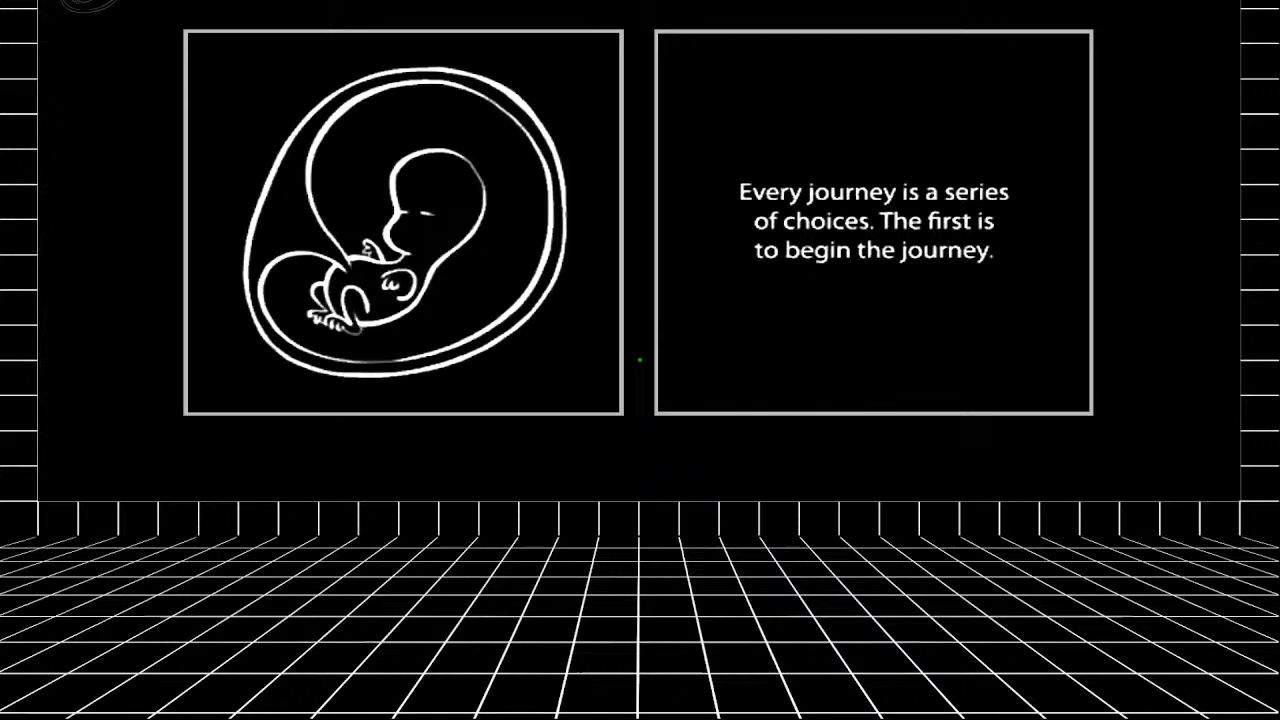 Every journey is a series
of choices. The first is
to begin the journey.